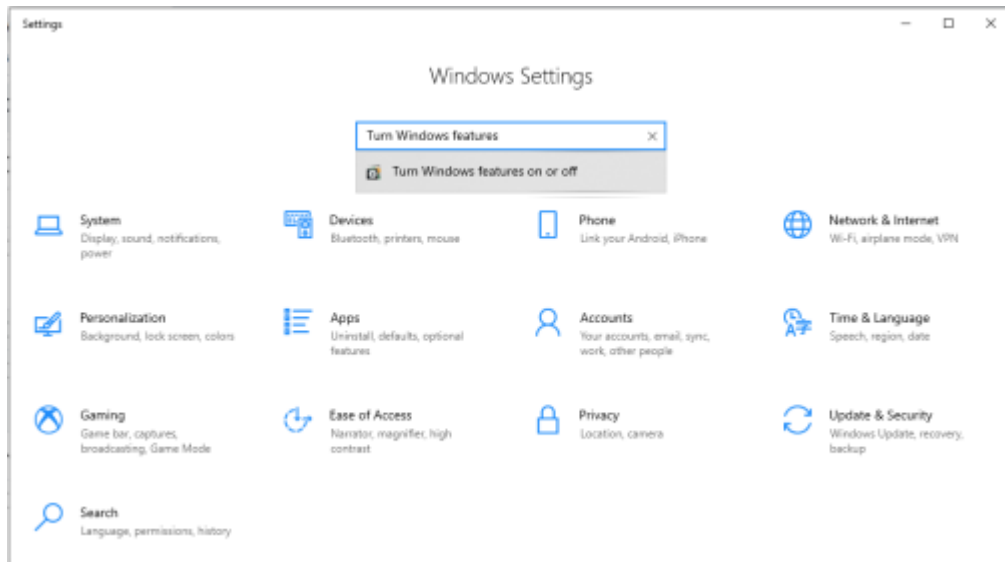 Settings
Windows Settings
Turn Windows features
Turn Windows features on or off
System
Display, sound, notifications,
power
Devices
Bluetooth, printers, mouse
Phone
Link your Android, iPhone
Network & Internet
Wi-Fi, airplane mode, VPN
Personalization
Background, lock screen, colors
Apps
Uninstall, defaults, optional
features
Accounts
Your accounts, email, sync,
work, other people
Time & Language
Speech, region, date
Gaming
Game bar, captures,
broadcasting, Game Mode
Ease of Access
Narrator, magnifier, high
contrast
Privacy
Location, camera
Update & Security
Windows Update, recovery,
backup
Search
Language, permissions, history